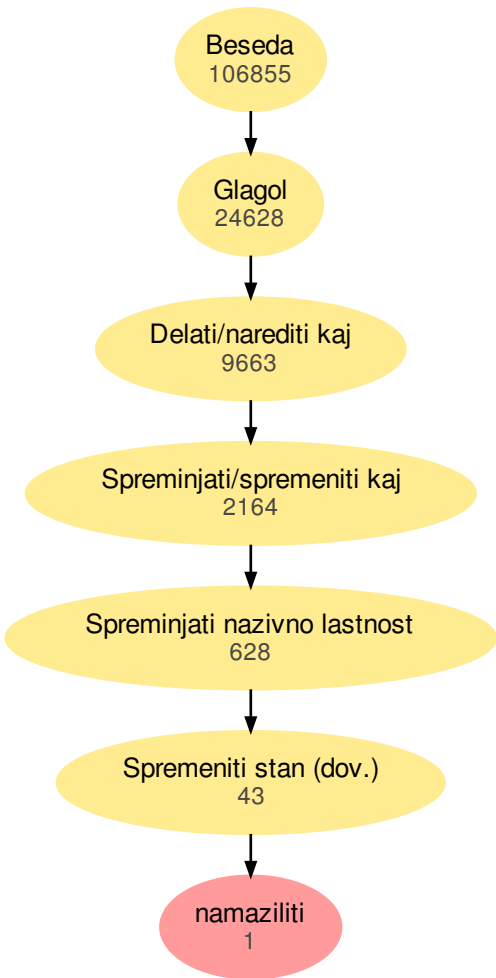 Beseda
106855
Glagol
24628
Delati/narediti kaj
9663
Spreminjati/spremeniti kaj
2164
Spreminjati nazivno lastnost
628
Spremeniti stan (dov.)
43
namaziliti
1